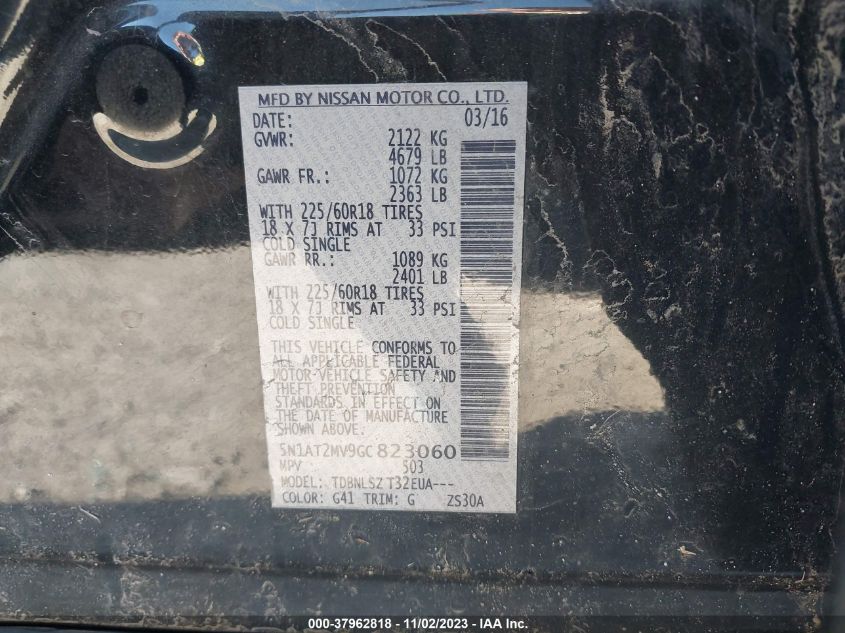 MFD BY NISSAN MOTOR CO., LTD.
DATE: 03/16
GVWR: 2122 KG
4679 LB
GAWR FR.: 1072 KG
2363 LB
WITH 225/60R18 TIRES
18 X 7J RIMS AT 33 PSI
COLD SINGLE
GAWR RR.: 1089 KG
2401 LB
WITH 225/60R18 TIRES
18 X 7J RIMS AT 33 PSI
COLD SINGLE
THIS VEHICLE CONFORMS TO
ALL APPLICABLE FEDERAL
MOTOR VEHICLE SAFETY AND
THEFT PREVENTION
STANDARDS IN EFFECT ON
THE DATE OF MANUFACTURE
SHOWN ABOVE.
5N1AT2MV9GC823060
MPV 503
MODEL: TDBNLSZ T32EUA---
COLOR: G41 TRIM: G ZS30A
000-37962818 - 11/02/2023 - IAA Inc.